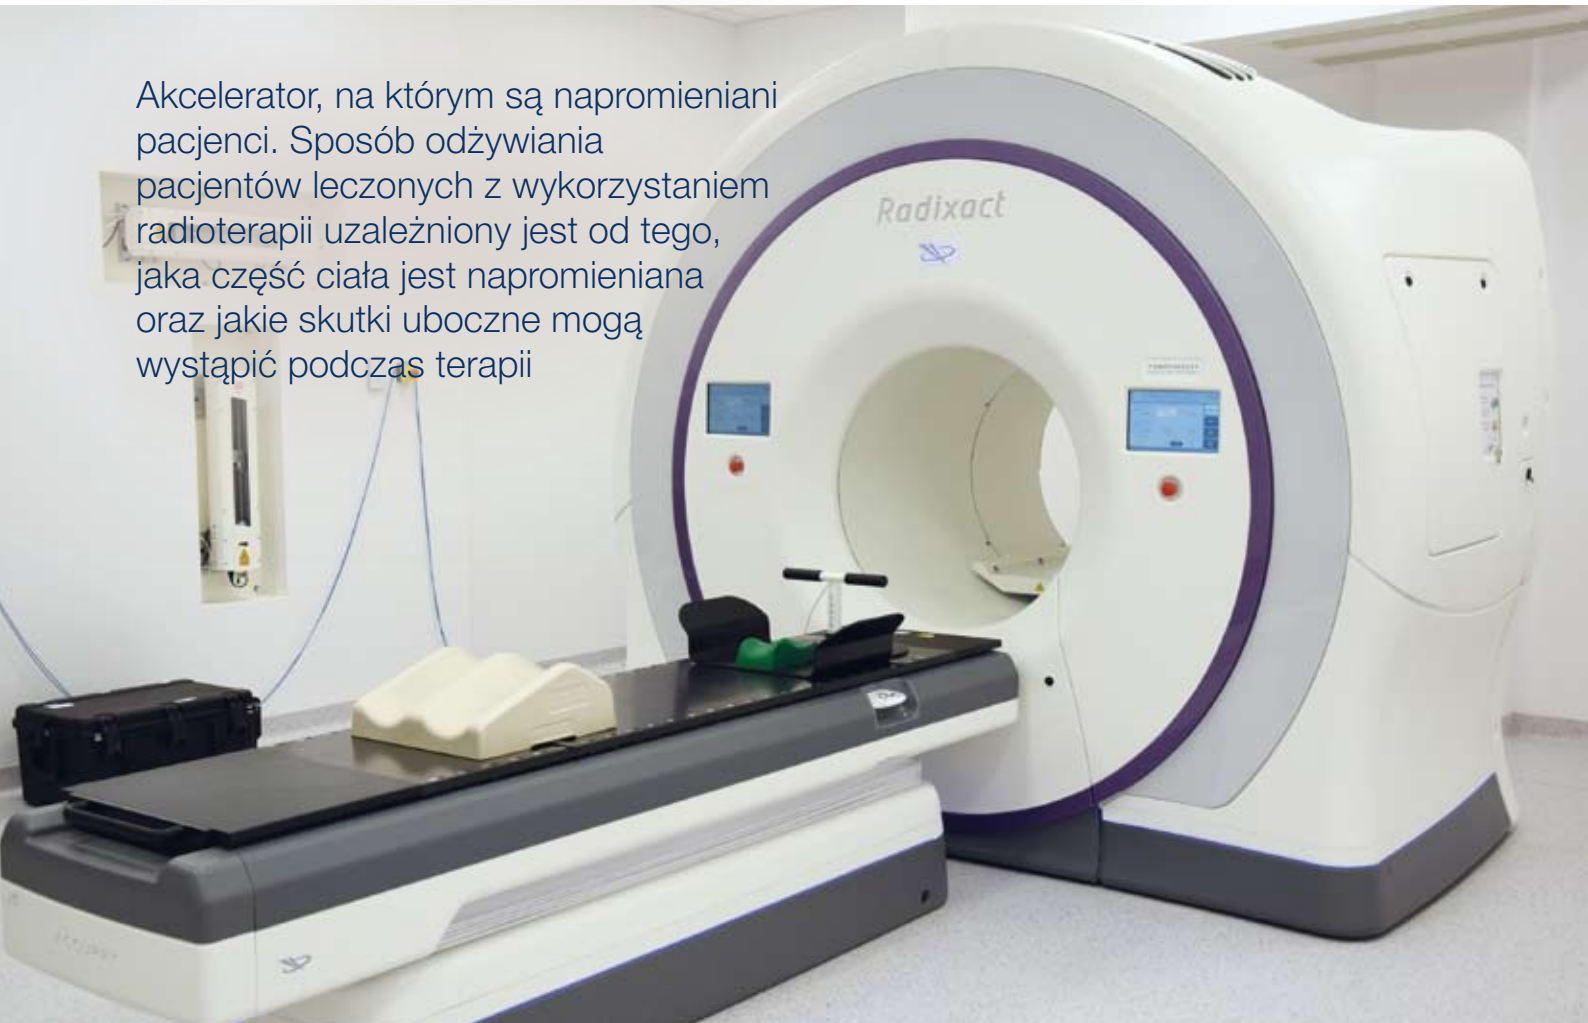 Akcelerator, na którym są napromieniani
pacjenci. Sposób odżywiania
pacjentów leczonych z wykorzystaniem
radioterapii uzależniony jest od tego,
jaka część ciała jest napromieniana
oraz jakie skutki uboczne mogą
wystąpić podczas terapii
Radixact
ACCURAY